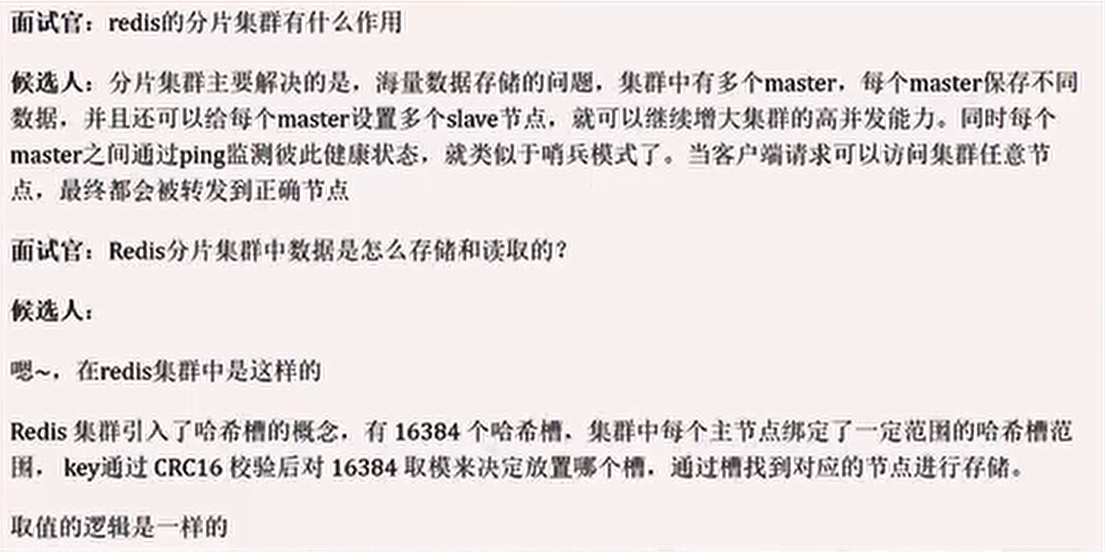 面试官：redis的分片集群有什么作用
候选人：分片集群主要解决的是，海量数据存储的问题，集群中有多个master，每个master保存不同
数据，并且还可以给每个master设置多个slave节点，就可以继续增大集群的高并发能力。同时每个
master之间通过ping监测彼此健康状态，就类似于哨兵模式了。当客户端请求可以访问集群任意节
点，最终都会被转发到正确节点
面试官：Redis分片集群中数据是怎么存储和读取的？
候选人：
嗯~，在redis集群中是这样的
Redis 集群引入了哈希槽的概念，有 16384 个哈希槽，集群中每个主节点绑定了一定范围的哈希槽范
围， key通过 CRC16 校验后对 16384 取模来决定放置哪个槽，通过槽找到对应的节点进行存储。
取值的逻辑是一样的